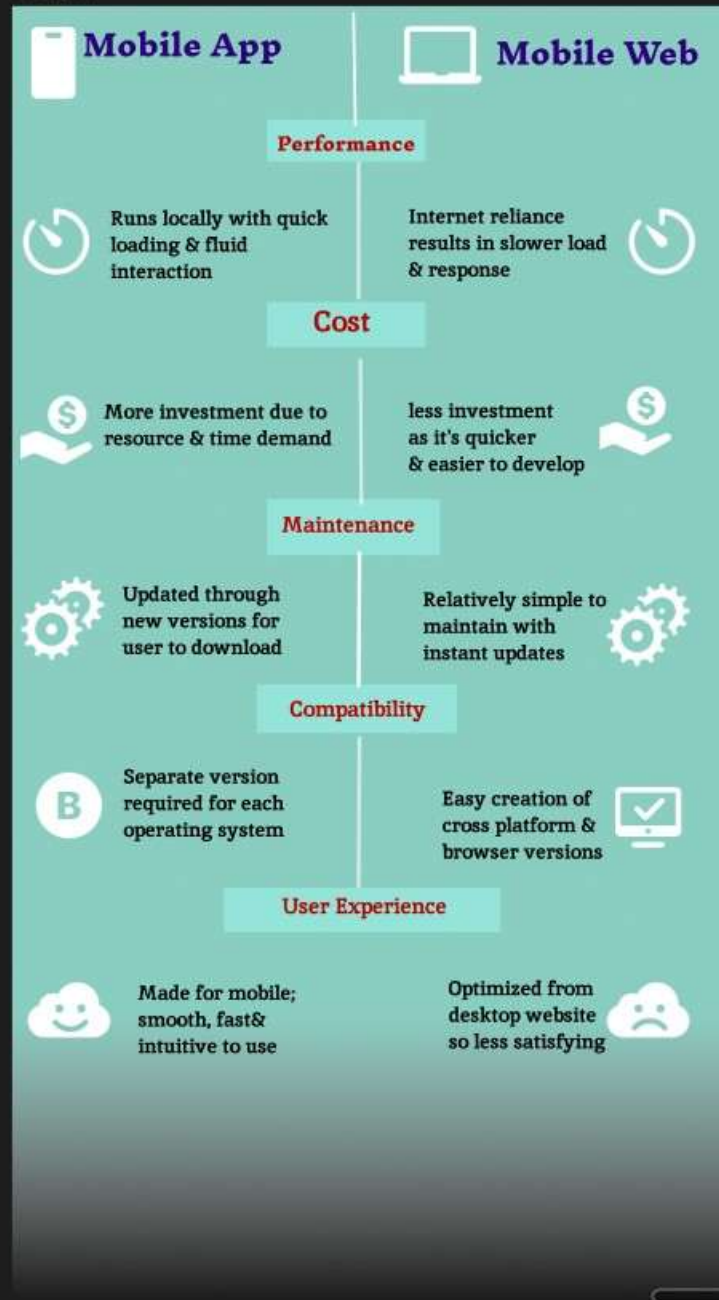 Mobile App
Mobile Web
Performance
Runs locally with quick
loading & fluid
interaction
Internet reliance
results in slower load
& response
Cost
$
More investment due to
resource & time demand
less investment
as it's quicker
& easier to develop
$
Maintenance
Updated through
new versions for
user to download
Relatively simple to
maintain with
instant updates
Compatibility
B
Separate version
required for each
operating system
Easy creation of
cross platform &
browser versions
User Experience
Made for mobile;
smooth, fast&
intuitive to use
Optimized from
desktop website
so less satisfying